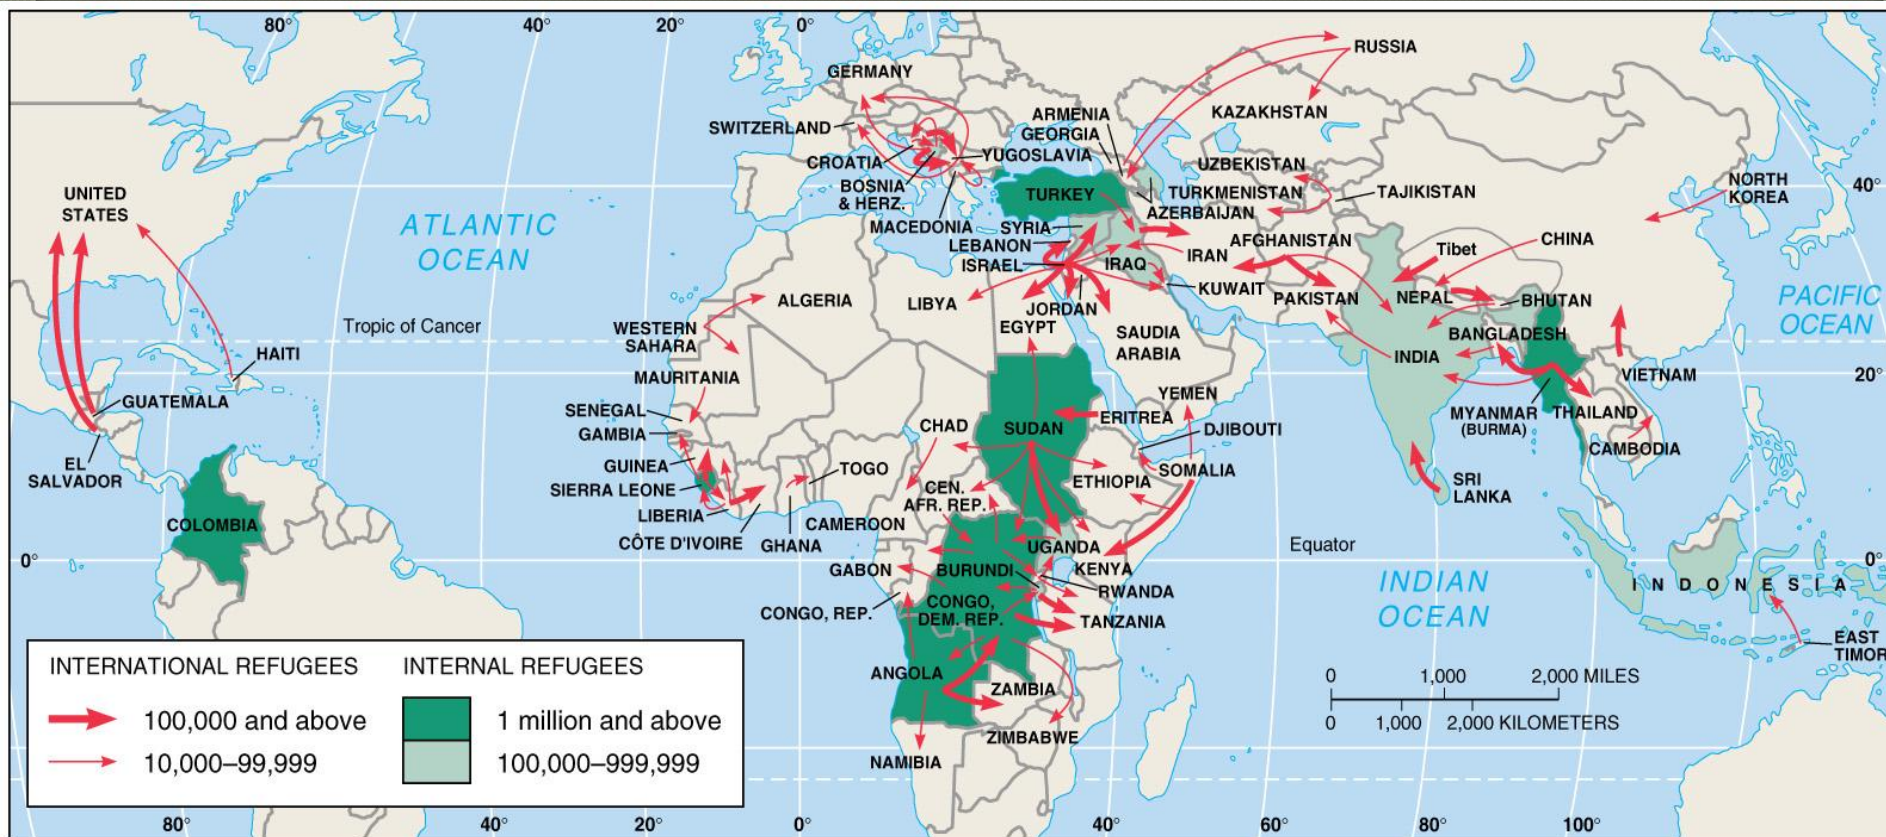 80°
40°
20°
0°
RUSSIA
GERMANY
KAZAKHSTAN
ARMENIA
GEORGIA
SWITZERLAND
CROATIA
YUGOSLAVIA
UZBEKISTAN
BOSNIA
& HERZ.
TURKEY
TURKMENISTAN
TAJIKISTAN
NORTH
KOREA
40°
UNITED
STATES
AZERBAIJAN
ATLANTIC
OCEAN
MACEDONIA
SYRIA
LEBANON
ISRAEL
IRAQ
IRAN
AFGHANISTAN
Tibet
CHINA
KUWAIT
PAKISTAN
NEPAL
BHUTAN
PACIFIC
OCEAN
ALGERIA
LIBYA
JORDAN
EGYPT
SAUDIA
ARABIA
BANGLADESH
Tropic of Cancer
WESTERN
SAHARA
INDIA
HAITI
MAURITANIA
VIETNAM
20°
GUATEMALA
YEMEN
MYANMAR
(BURMA)
THAILAND
SENEGAL
GAMBIA
CHAD
SUDAN
ERITREA
DJIBOUTI
CAMBODIA
EL
SALVADOR
GUINEA
TOGO
SOMALIA
ETHIOPIA
SIERRA LEONE
CEN.
AFR. REP.
SRI
LANKA
LIBERIA
COLOMBIA
CAMEROON
CÔTE D'IVOIRE
GHANA
UGANDA
Equator
0°
0°
GABON
BURUNDI
KENYA
RWANDA
INDIAN
OCEAN
INDONESIA
CONGO, REP.
CONGO,
DEM. REP.
TANZANIA
EAST
TIMOR
ANGOLA
ZAMBIA
ZIMBABWE
NAMIBIA
0 1,000 2,000 MILES
0 1,000 2,000 KILOMETERS
INTERNATIONAL REFUGEES
100,000 and above
10,000–99,999
INTERNAL REFUGEES
1 million and above
100,000–999,999
80°
40°
20°
0°
40°
60°
80°
100°